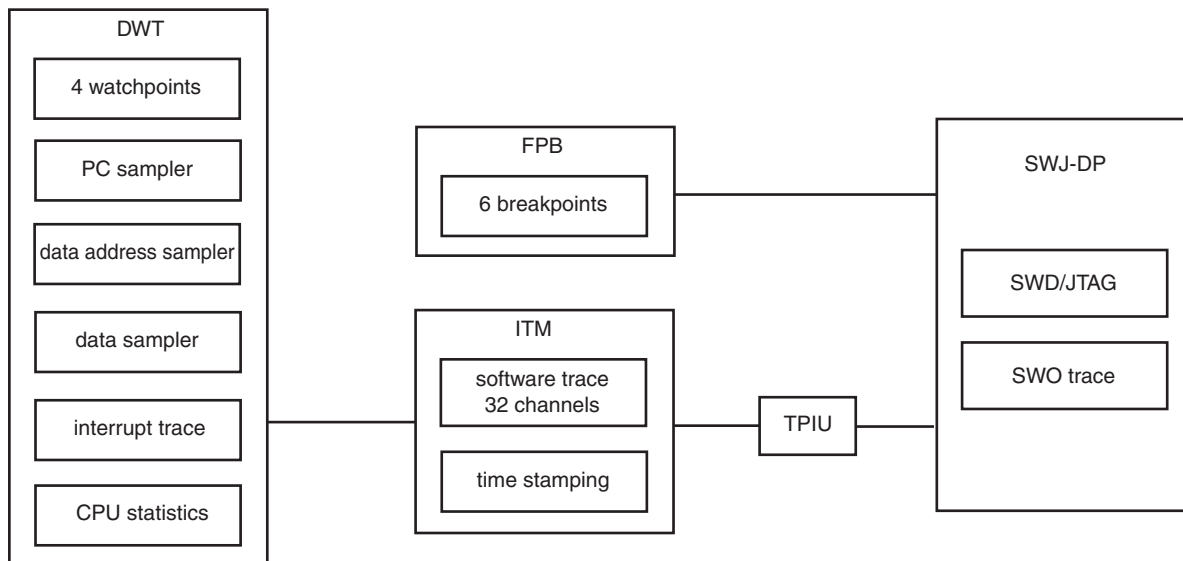 DWT
4 watchpoints
PC sampler
data address sampler
data sampler
interrupt trace
CPU statistics
FPB
6 breakpoints
ITM
software trace
32 channels
time stamping
TPIU
SWJ-DP
SWD/JTAG
SWO trace